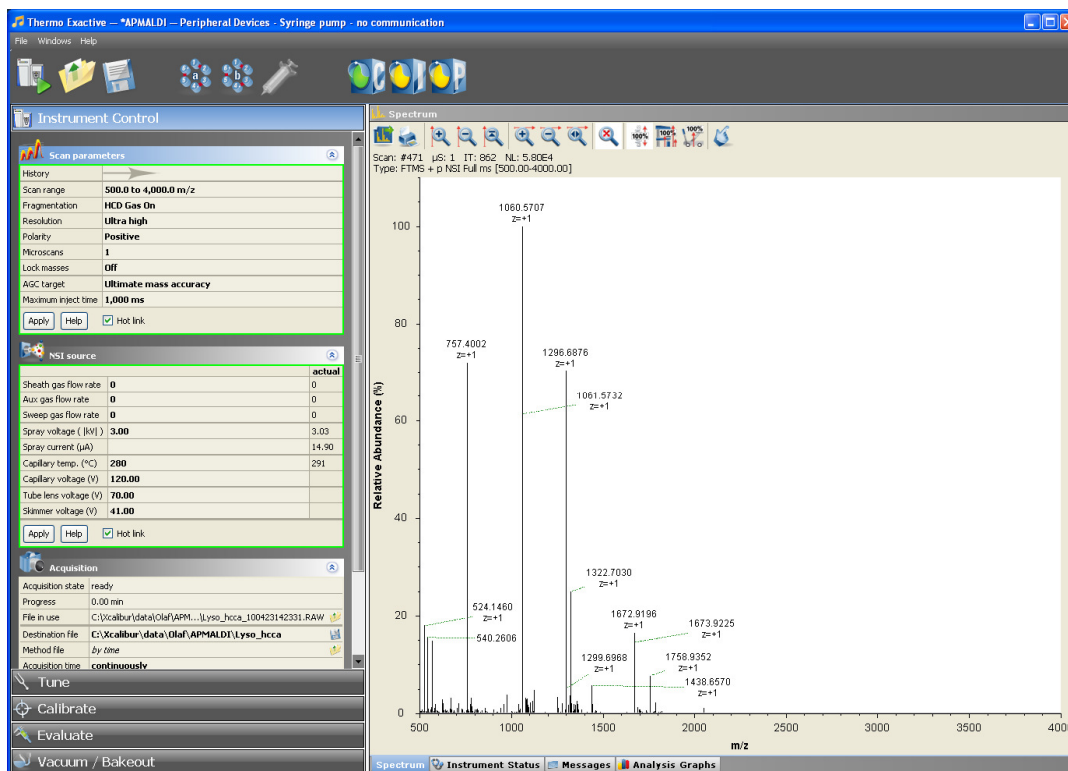 Thermo Exactive — *APMALDI — Peripheral Devices - Syringe pump - no communication
File Windows Help
a b C I P
Instrument Control
Scan parameters
History
Scan range 500.0 to 4,000.0 m/z
Fragmentation HCD Gas On
Resolution Ultra high
Polarity Positive
Microscans 1
Lock masses Off
AGC target Ultimate mass accuracy
Maximum inject time 1,000 ms
Apply Help Hot link
NSI source
actual
Sheath gas flow rate 0 0
Aux gas flow rate 0 0
Sweep gas flow rate 0 0
Spray voltage ( |kV| ) 3.00 3.03
Spray current (µA) 14.90
Capillary temp. (°C) 280 291
Capillary voltage (V) 120.00
Tube lens voltage (V) 70.00
Skimmer voltage (V) 41.00
Apply Help Hot link
Acquisition
Acquisition state ready
Progress 0.00 min
File in use C:\Xcalibur\data\Olaf\APM...\Lyso_hcca_100423142331.RAW
Destination file C:\Xcalibur\data\Olaf\APMALDI\Lyso_hcca
Method file by time
Acquisition time continuously
Tune
Calibrate
Evaluate
Vacuum / Bakeout
Spectrum
100% 100% 100%
Scan: #471 µS: 1 IT: 862 NL: 5.80E4
Type: FTMS + p NSI Full ms [500.00-4000.00]
1060.5707
z=+1
100
80
757.4002
z=+1
1296.6876
z=+1
1061.5732
z=+1
60
Relative Abundance (%)
40
1322.7030
z=+1
524.1460
z=+1
1672.9196
z=+1
1673.9225
z=+1
20
540.2606
1299.6968
z=+1
1758.9352
z=+1
1438.6570
z=+1
0
500 1000 1500 2000 2500 3000 3500 400
m/z
Spectrum Instrument Status Messages Analysis Graphs